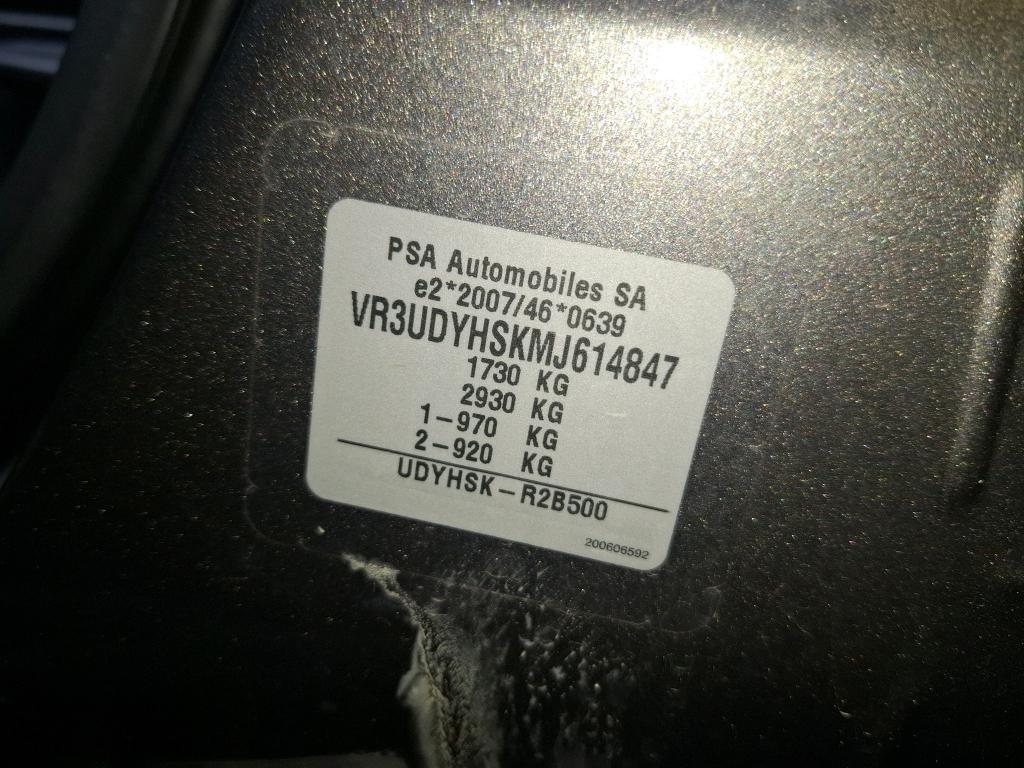 PSA Automobiles SA
e2*2007/46*0639
VR3UDYHSKMJ614847
1730 KG
2930 KG
1-970 KG
2-920 KG
UDYHSK-R2B500
200606592